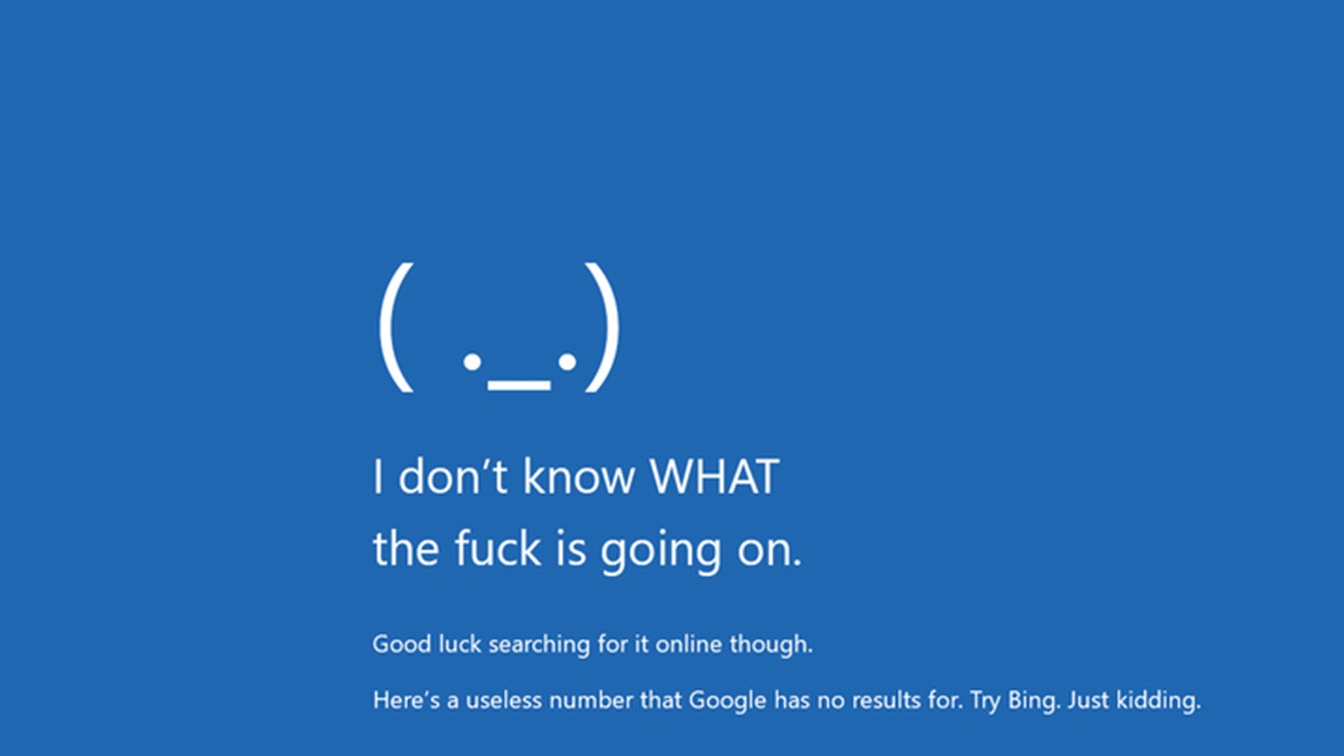 ( ._.)
I don't know WHAT
the fuck is going on.
Good luck searching for it online though.
Here's a useless number that Google has no results for. Try Bing. Just kidding.